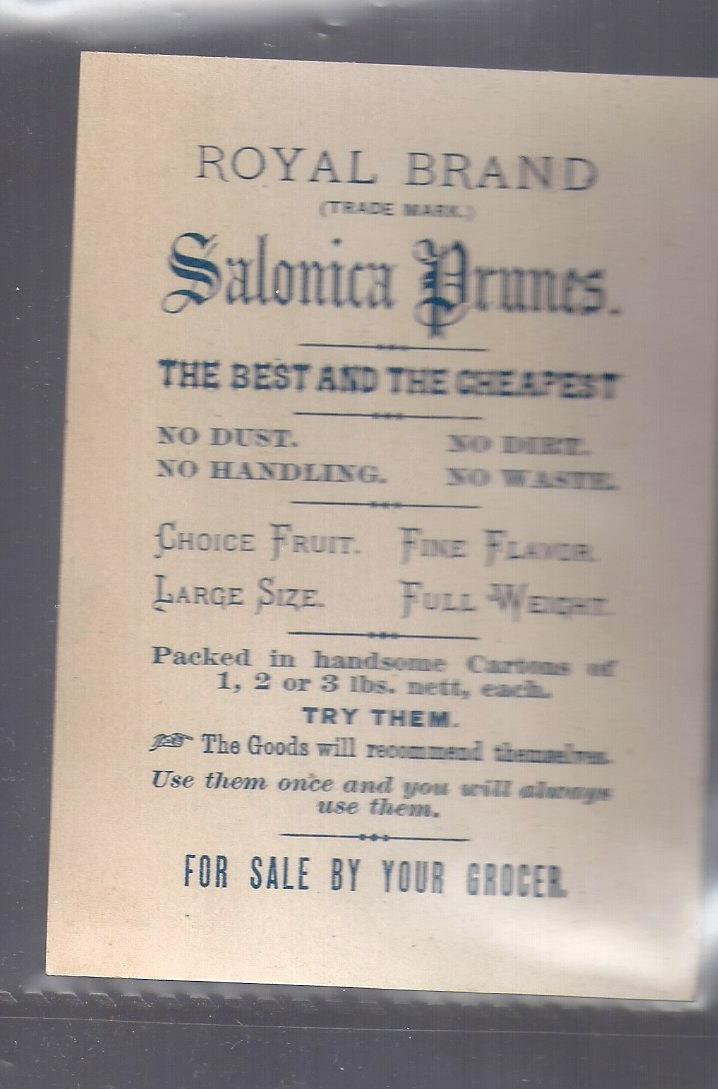 ROYAL BRAND
(TRADE MARK.)
Salonica Prunes.
THE BEST AND THE CHEAPEST
NO DUST. NO DIRT.
NO HANDLING. NO WASTE.
CHOICE FRUIT. FINE FLAVOR.
LARGE SIZE. FULL WEIGHT.
Packed in handsome Cartons of
1, 2 or 3 lbs. nett, each.
TRY THEM.
☞ The Goods will recommend themselves.
Use them once and you will always
use them.
FOR SALE BY YOUR GROCER.